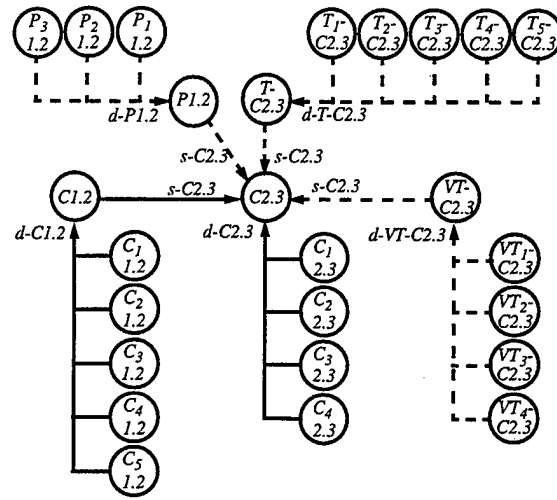 P3 P2 P1 T1- T2- T3- T4- T5-
1.2 1.2 1.2 C2.3 C2.3 C2.3 C2.3 C2.3
d-P1.2 P1.2 T- d-T-C2.3
C2.3
s-C2.3 s-C2.3
C1.2 s-C2.3 C2.3 s-C2.3 VT-
C2.3
d-C1.2 d-C2.3 d-VT-C2.3
C1 C1 VT1-
1.2 2.3 C2.3
C2 C2 VT2-
1.2 2.3 C2.3
C3 C3 VT3-
1.2 2.3 C2.3
C4 C4 VT4-
1.2 2.3 C2.3
C5
1.2